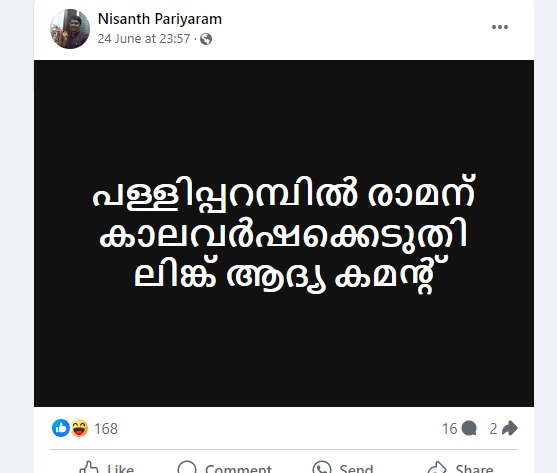 Nisanth Pariyaram
24 June at 23:57 ·
പള്ളിപ്പറമ്പിൽ രാമന്
കാലവർഷക്കെടുതി
ലിങ്ക് ആദ്യ കമന്റ്
168
16
2
Like
Comment
Send
Share